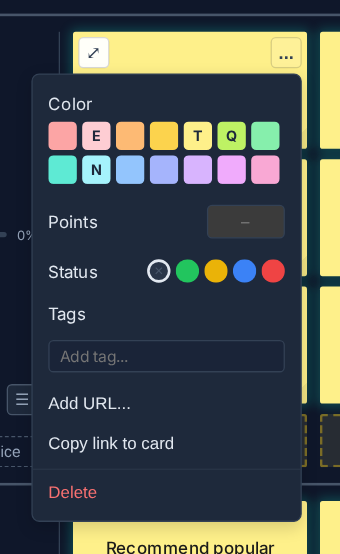 ...
Color
E T Q
N
Points
–
0%
Status
Tags
Add tag...
Add URL...
ice
Copy link to card
Delete
Recommend popular